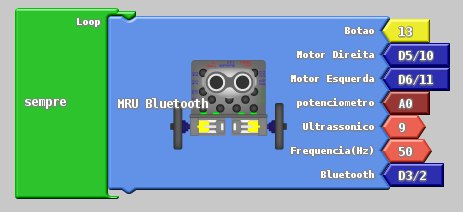 Loop
sempre
MRU Bluetooth
Botao 13
Motor Direita D5/10
Motor Esquerda D6/11
potenciometro A0
Ultrassonico 9
Frequencia(Hz) 50
Bluetooth D3/2